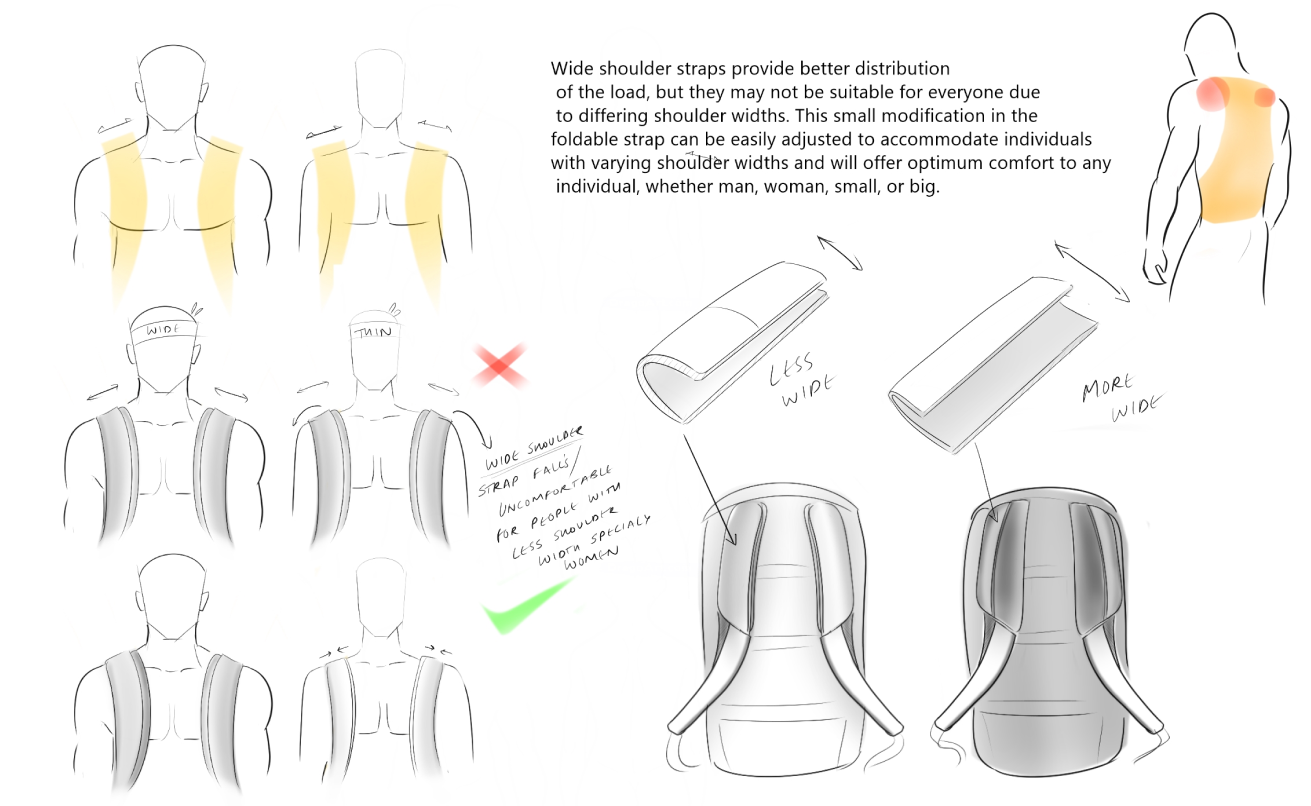 Wide shoulder straps provide better distribution
of the load, but they may not be suitable for everyone due
to differing shoulder widths. This small modification in the
foldable strap can be easily adjusted to accommodate individuals
with varying shoulder widths and will offer optimum comfort to any
individual, whether man, woman, small, or big.
WIDE
THIN
LESS
WIDE
MORE
WIDE
WIDE SHOULDER
STRAP FALLS/
UNCOMFORTABLE
FOR PEOPLE WITH
LESS SHOULDER
WIDTH SPECIALY
WOMEN